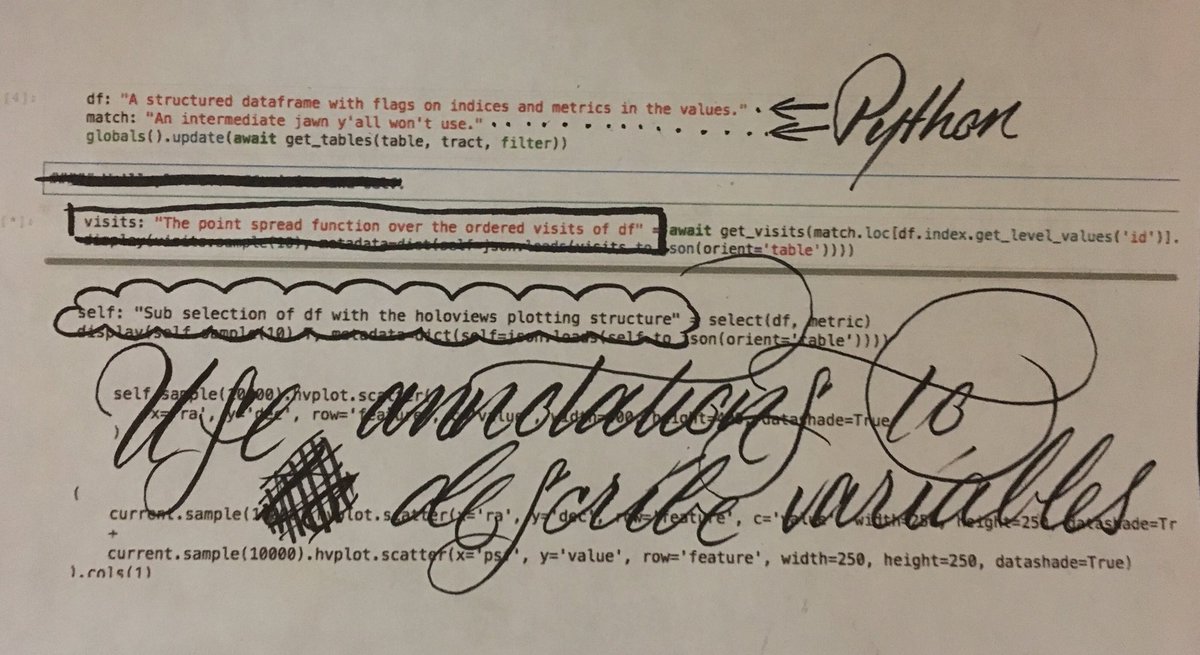 [4]:
df: "A structured dataframe with flags on indices and metrics in the values."
Python
match: "An intermediate jawn y'all won't use."
globals().update(await get_tables(table, tract, filter))
[*]:
visits: "The point spread function over the ordered visits of df" = await get_visits(match.loc[df.index.get_level_values('id')].
display(visits.sample(10), metadata=dict(self=json.loads(visits.to_json(orient='table'))))
self: "Sub selection of df with the holoviews plotting structure" = select(df, metric)
display(self.sample(10).T, metadata=dict(self=json.loads(self.to_json(orient='table'))))
Use annotations to
self.sample(10000).hvplot.scatter(
x='ra', y='dec', row='feature', c='value', width=400, height=400, datashade=True
)
describe variables
(
current.sample(1 hvplot.scatter(x='ra', y='dec', row='feature', c='value', width=250, height=250, datashade=Tr
+
current.sample(10000).hvplot.scatter(x='psf', y='value', row='feature', width=250, height=250, datashade=True)
).cols(1)